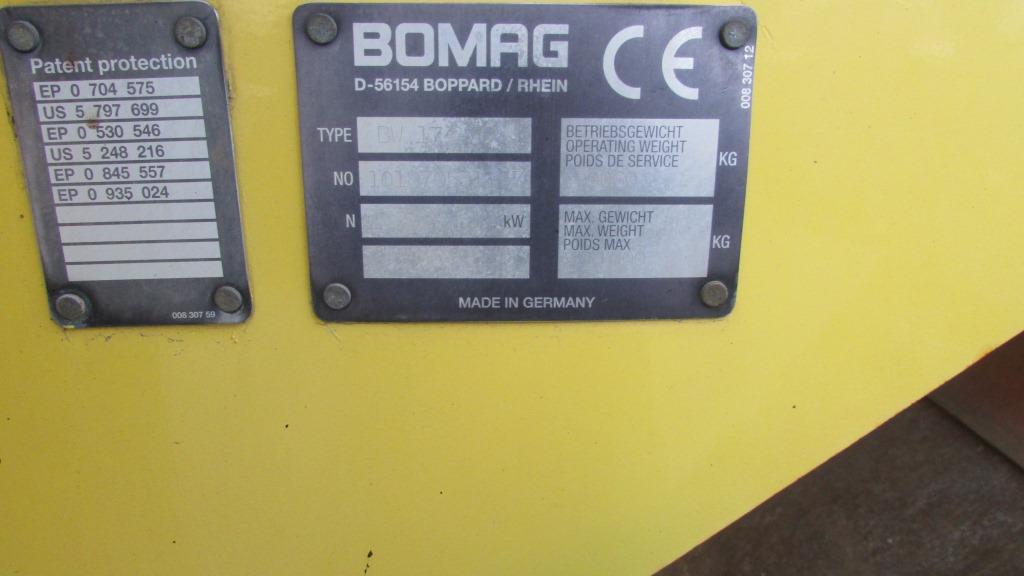 Patent protection
EP 0 704 575
US 5 797 699
EP 0 530 546
US 5 248 216
EP 0 845 557
EP 0 935 024
008 307 59
BOMAG CE
D-56154 BOPPARD / RHEIN
TYPE
NO
N kW
BETRIEBSGEWICHT
OPERATING WEIGHT
POIDS DE SERVICE
KG
MAX. GEWICHT
MAX. WEIGHT
POIDS MAX
KG
MADE IN GERMANY
008 307 12